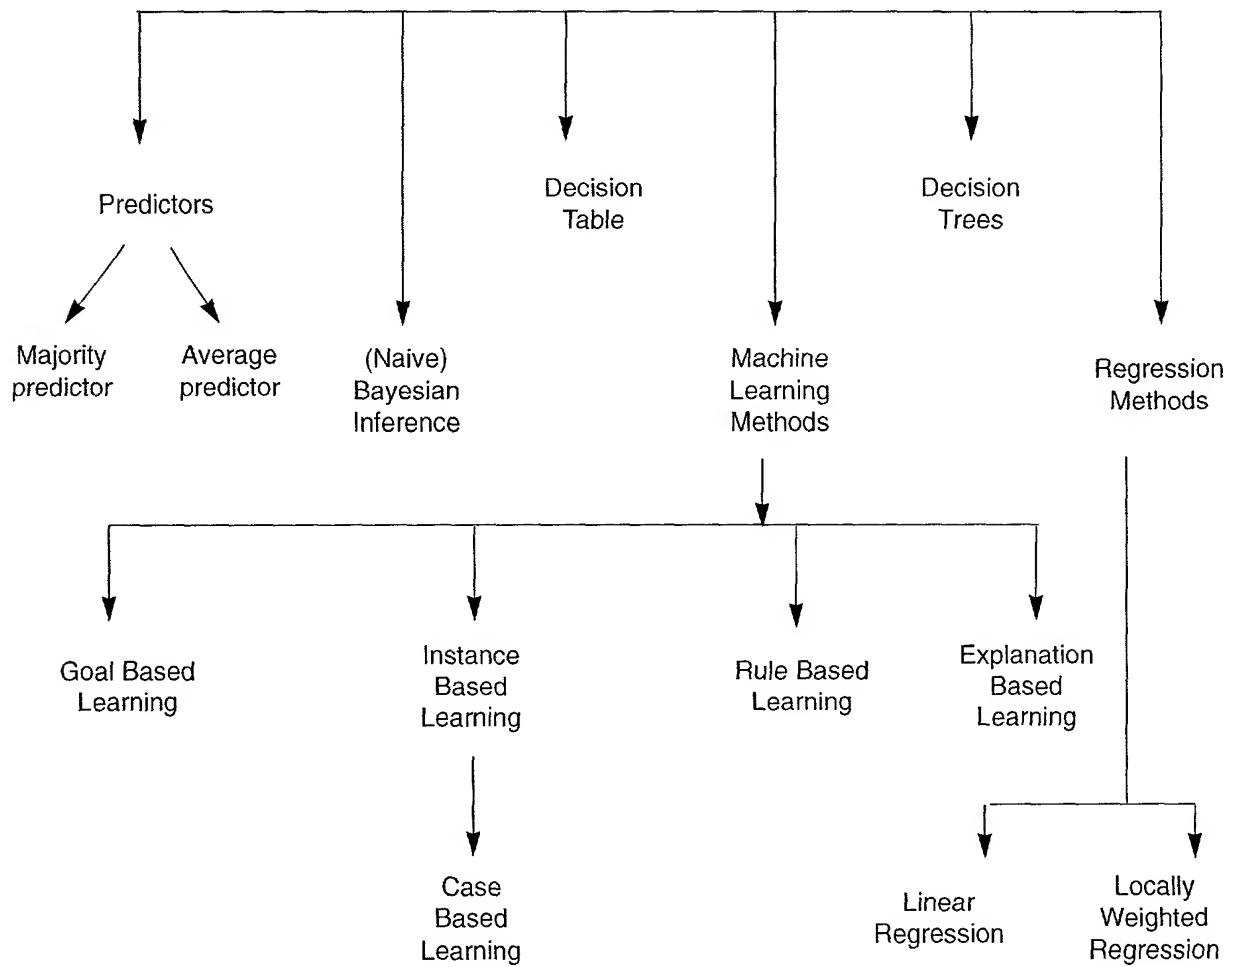 Predictors
Decision
Table
Decision
Trees
Majority
predictor
Average
predictor
(Naive)
Bayesian
Inference
Machine
Learning
Methods
Regression
Methods
Goal Based
Learning
Instance
Based
Learning
Rule Based
Learning
Explanation
Based
Learning
Case
Based
Learning
Linear
Regression
Locally
Weighted
Regression